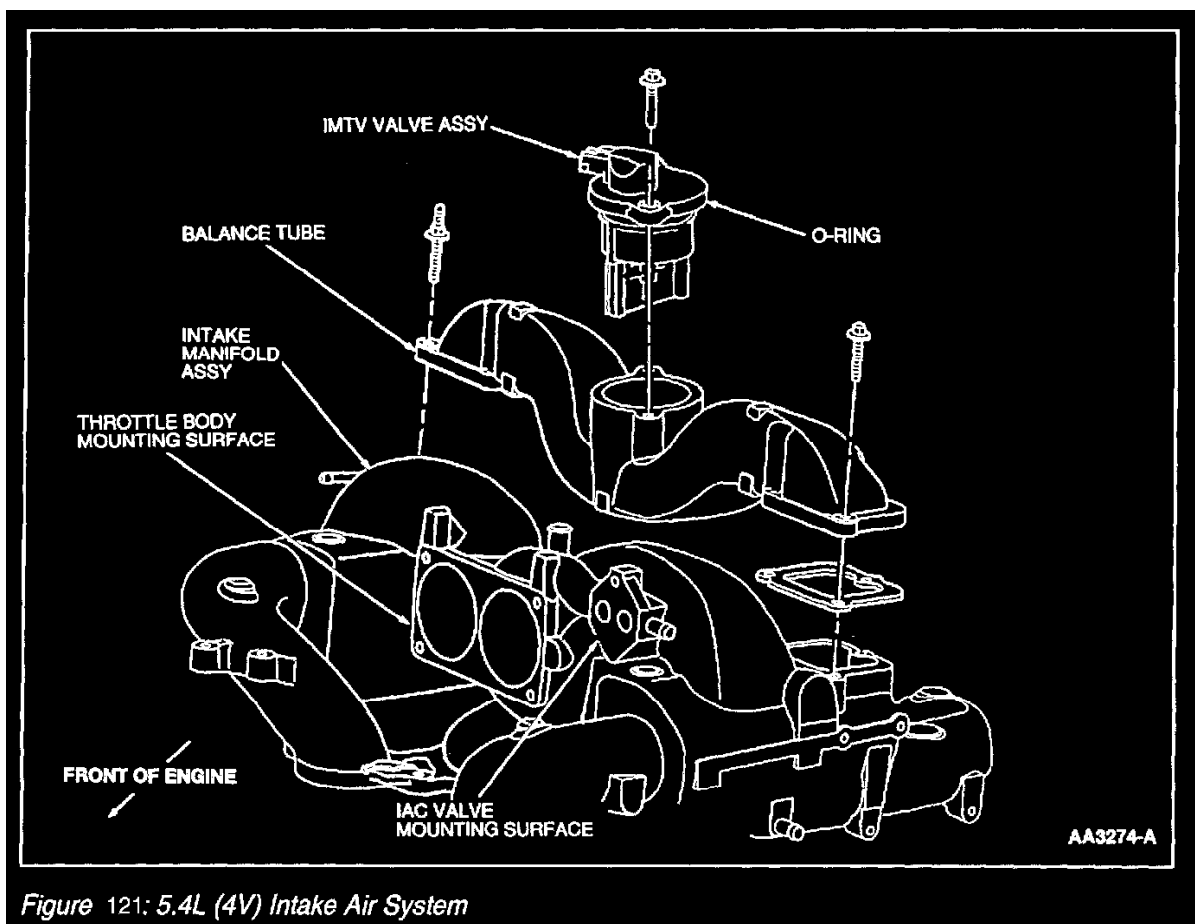 IMTV VALVE ASSY
O-RING
BALANCE TUBE
INTAKE
MANIFOLD
ASSY
THROTTLE BODY
MOUNTING SURFACE
FRONT OF ENGINE
IAC VALVE
MOUNTING SURFACE
AA3274-A
Figure 121: 5.4L (4V) Intake Air System